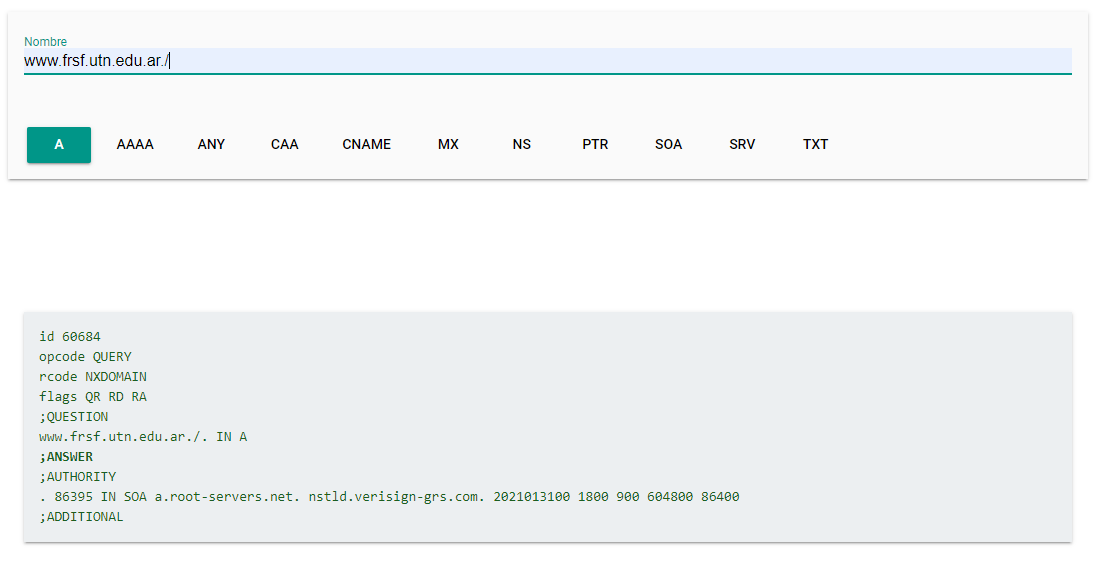 Nombre
www.frsf.utn.edu.ar./
A AAAA ANY CAA CNAME MX NS PTR SOA SRV TXT
id 60684
opcode QUERY
rcode NXDOMAIN
flags QR RD RA
;QUESTION
www.frsf.utn.edu.ar./. IN A
;ANSWER
;AUTHORITY
. 86395 IN SOA a.root-servers.net. nstld.verisign-grs.com. 2021013100 1800 900 604800 86400
;ADDITIONAL